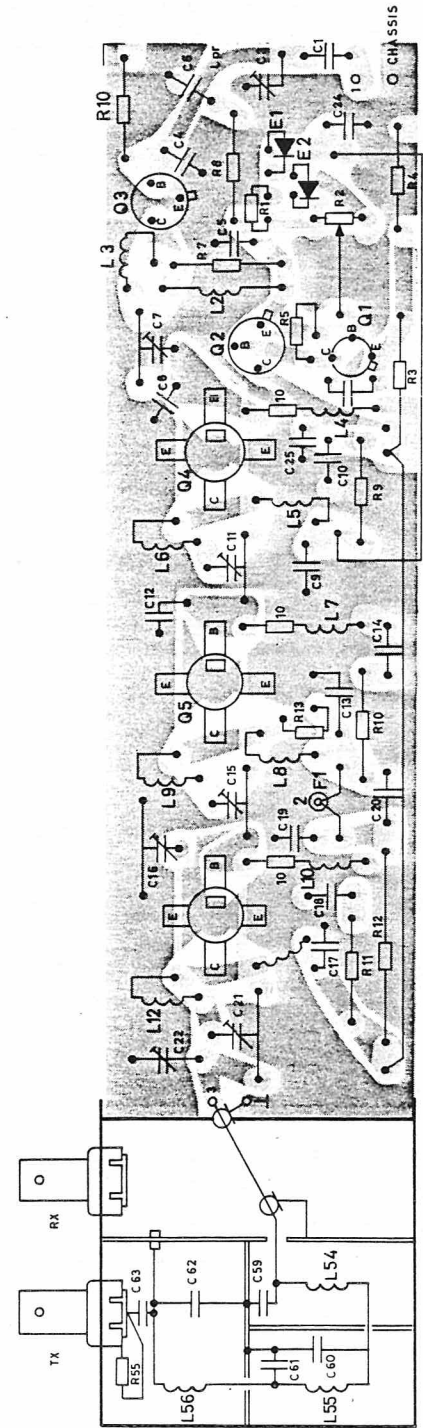 R10
C6
Lpr
C2
C1
10
CHASSIS
C4
R8
E1
E2
C24
Q3
B
C
E
R1
R2
R4
L3
C5
R7
L2
C7
Q2
B
E
C
R5
Q1
C
B
E
C8
R3
10
L4
Q4
E
E
C
C25
C10
R9
L5
L6
C11
C9
C12
10
L7
C14
Q5
B
E
E
C
R13
C13
R10
L9
C15
L8
2
F1
C20
C16
C19
10
L10
C18
B
E
E
C
C17
R11
R12
L12
C22
C21
3
1
RX
TX
R55
C63
C62
C59
L54
L56
C61
C60
L55